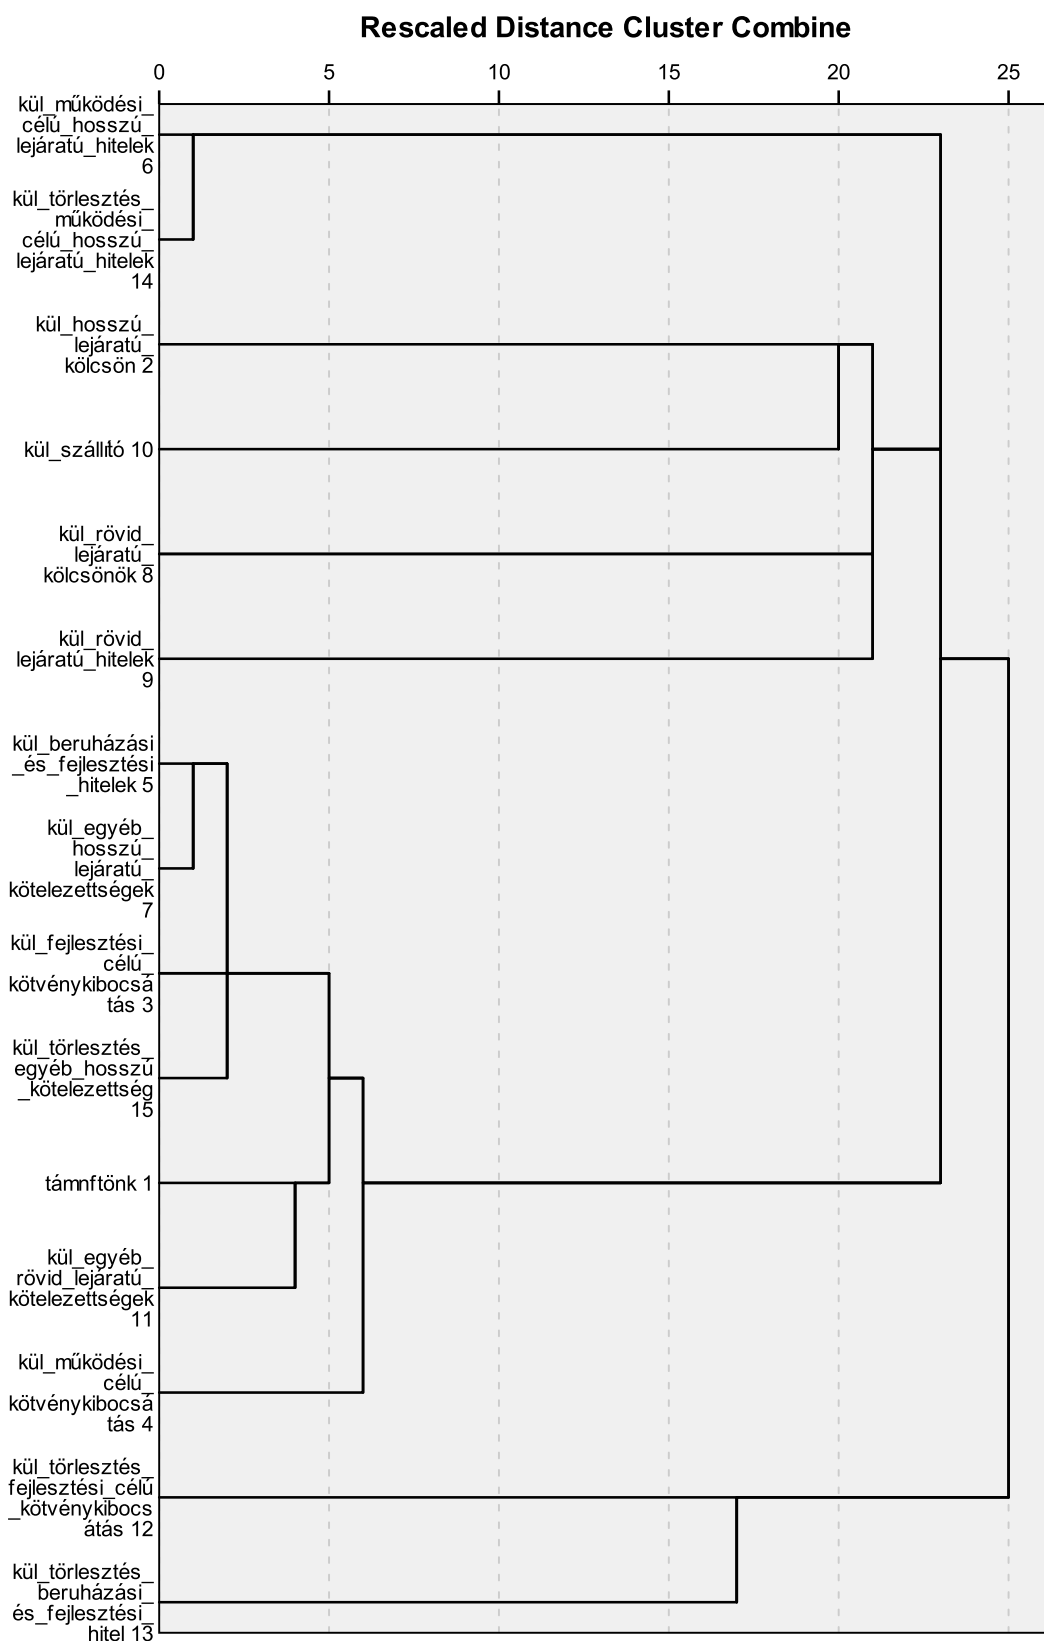 Rescaled Distance Cluster Combine
0 5 10 15 20 25
kül_működési_
célú_hosszú_
lejáratú_hitelek
6
kül_törlesztés_
működési_
célú_hosszú_
lejáratú_hitelek
14
kül_hosszú_
lejáratú_
kölcsön 2
kül_szállító 10
kül_rövid_
lejáratú_
kölcsönök 8
kül_rövid_
lejáratú_hitelek
9
kül_beruházási
_és_fejlesztési
_hitelek 5
kül_egyéb_
hosszú_
lejáratú_
kötelezettségek
7
kül_fejlesztési_
célú_
kötvénykibocsá
tás 3
kül_törlesztés_
egyéb_hosszú
_kötelezettség
15
támnftönk 1
kül_egyéb_
rövid_lejáratú_
kötelezettségek
11
kül_működési_
célú_
kötvénykibocsá
tás 4
kül_törlesztés_
fejlesztési_célú
_kötvénykibocs
átás 12
kül_törlesztés_
beruházási_
és_fejlesztési_
hitel 13